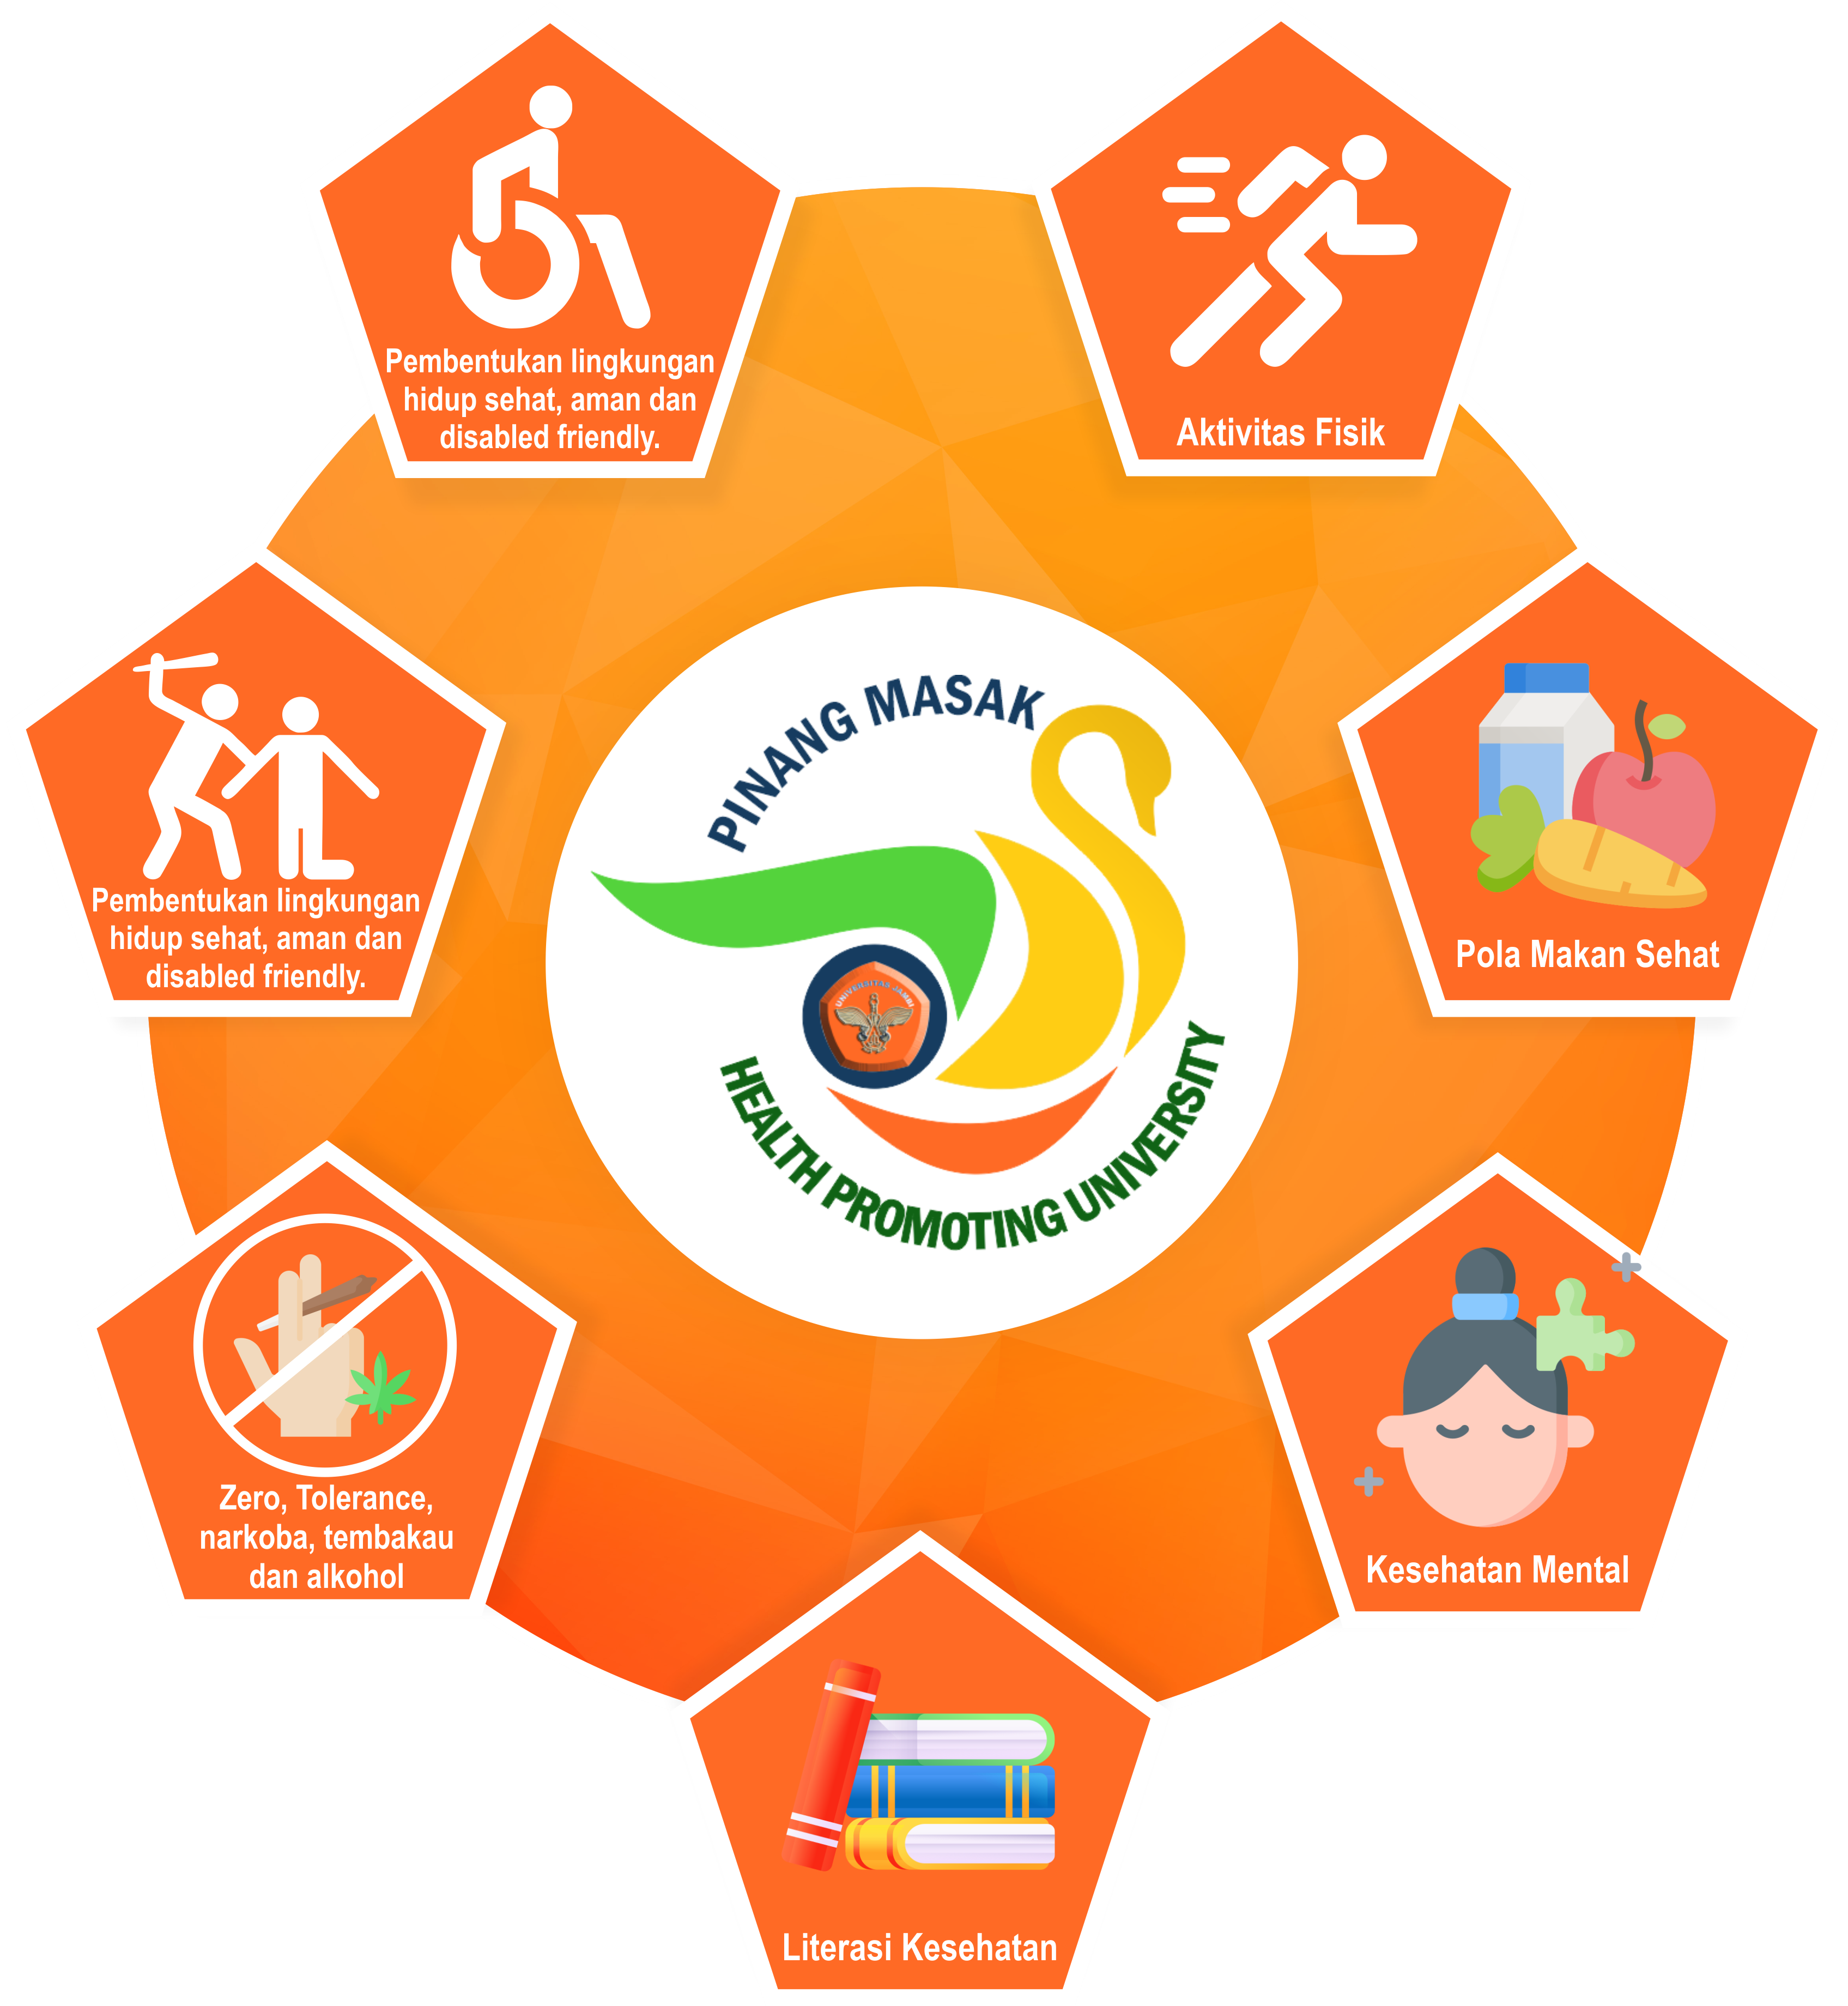 Pembentukan lingkungan
hidup sehat, aman dan
disabled friendly.
Aktivitas Fisik
Pembentukan lingkungan
hidup sehat, aman dan
disabled friendly.
PINANG MASAK
UNIVERSITAS JAMBI
HEALTH PROMOTING UNIVERSITY
Pola Makan Sehat
Zero, Tolerance,
narkoba, tembakau
dan alkohol
Kesehatan Mental
Literasi Kesehatan